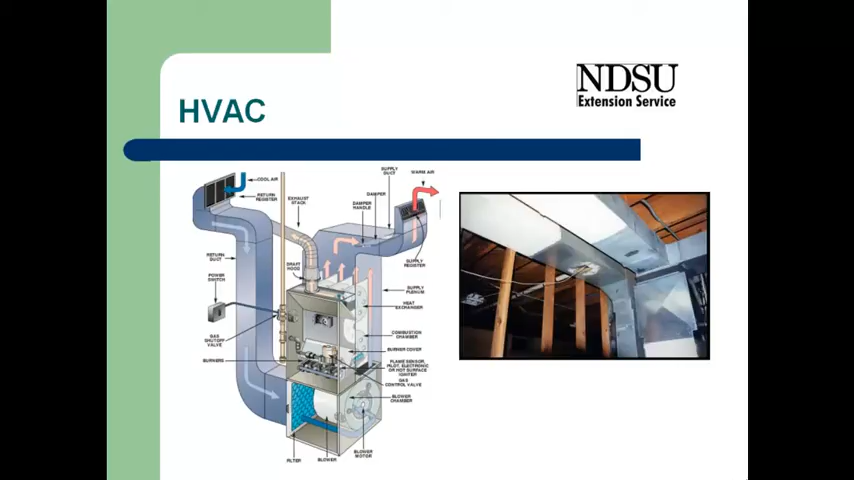 NDSU
Extension Service
HVAC
COOL AIR
RETURN
REGISTER
EXHAUST
STACK
SUPPLY
DUCT
WARM AIR
DAMPER
DAMPER
HANDLE
RETURN
DUCT
DRAFT
HOOD
SUPPLY
REGISTER
POWER
SWITCH
SUPPLY
PLENUM
HEAT
EXCHANGER
GAS
SHUTOFF
VALVE
COMBUSTION
CHAMBER
BURNER COVER
BURNERS
FLAME SENSOR,
PILOT, ELECTRONIC
OR HOT SURFACE
IGNITER
GAS
CONTROL VALVE
BLOWER
CHAMBER
FILTER
BLOWER
BLOWER
MOTOR